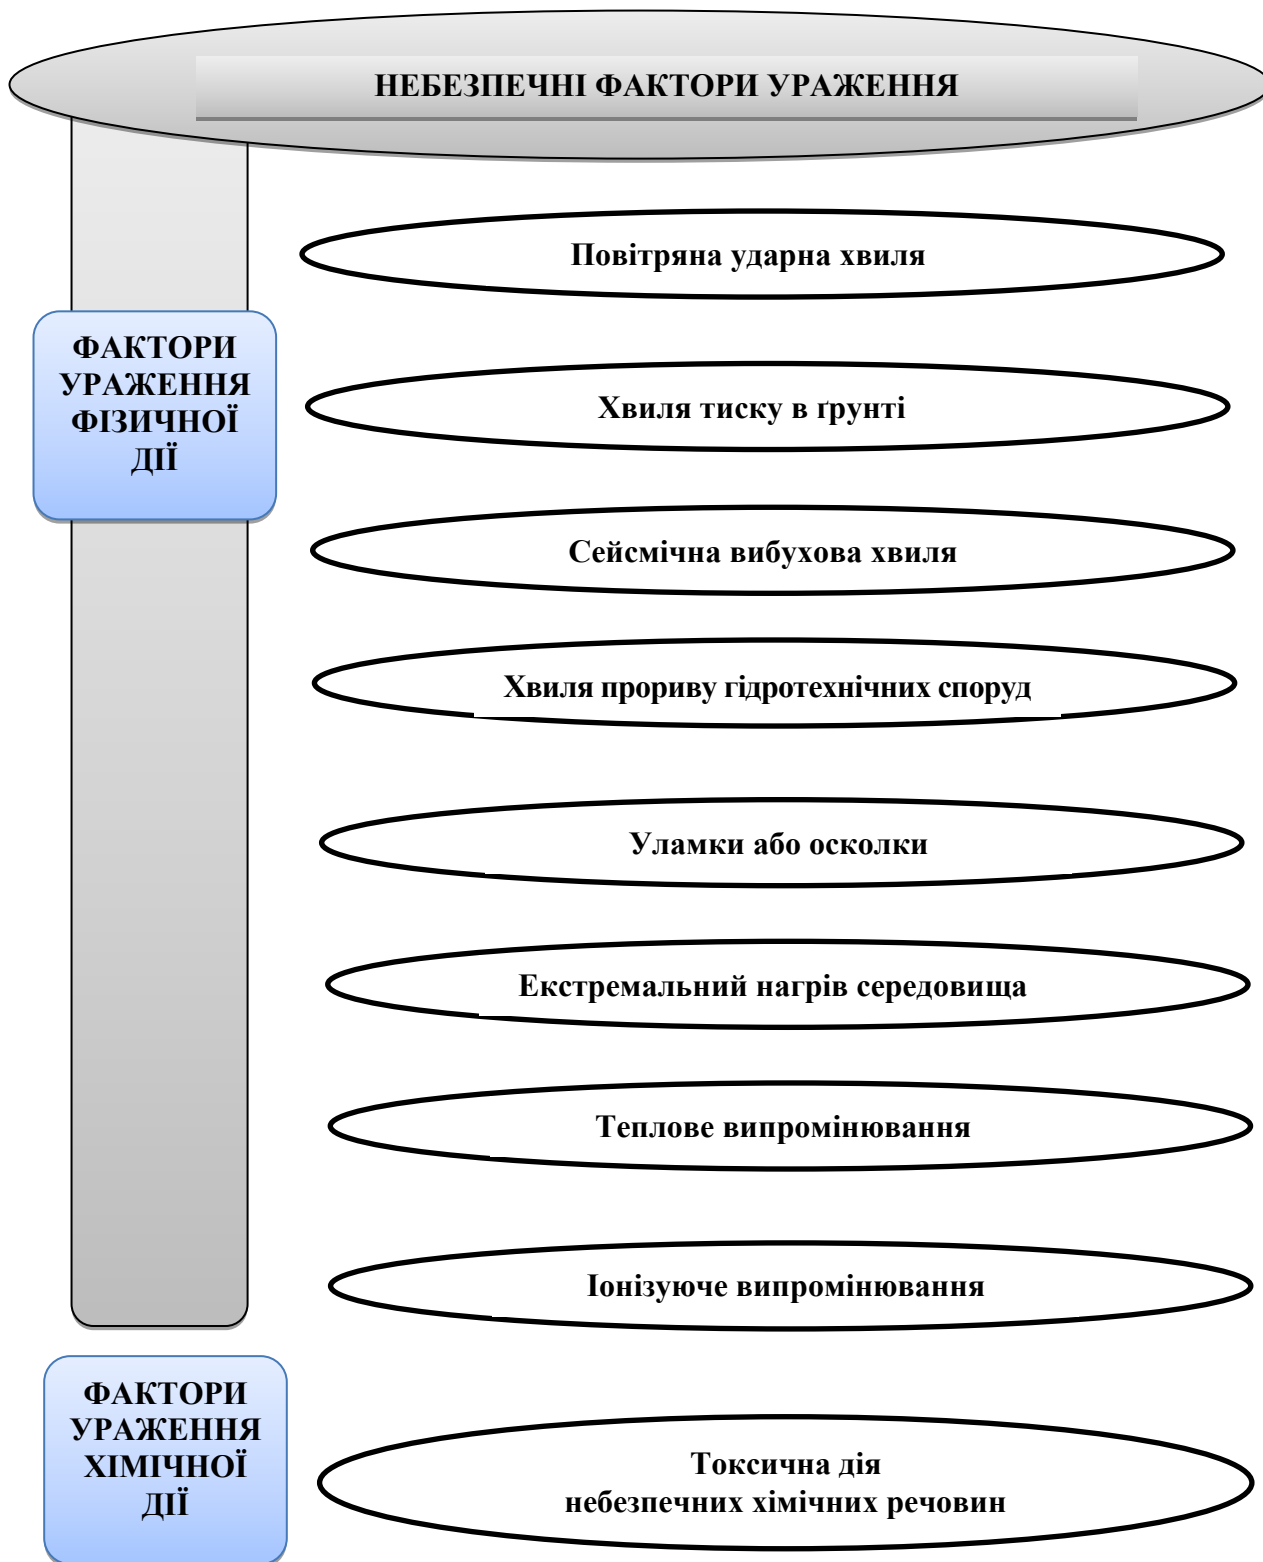 НЕБЕЗПЕЧНІ ФАКТОРИ УРАЖЕННЯ
Повітряна ударна хвиля
ФАКТОРИ
УРАЖЕННЯ
ФІЗИЧНОЇ
ДІЇ
Хвиля тиску в ґрунті
Сейсмічна вибухова хвиля
Хвиля прориву гідротехнічних споруд
Уламки або осколки
Екстремальний нагрів середовища
Теплове випромінювання
Іонізуюче випромінювання
ФАКТОРИ
УРАЖЕННЯ
ХІМІЧНОЇ
ДІЇ
Токсична дія
небезпечних хімічних речовин